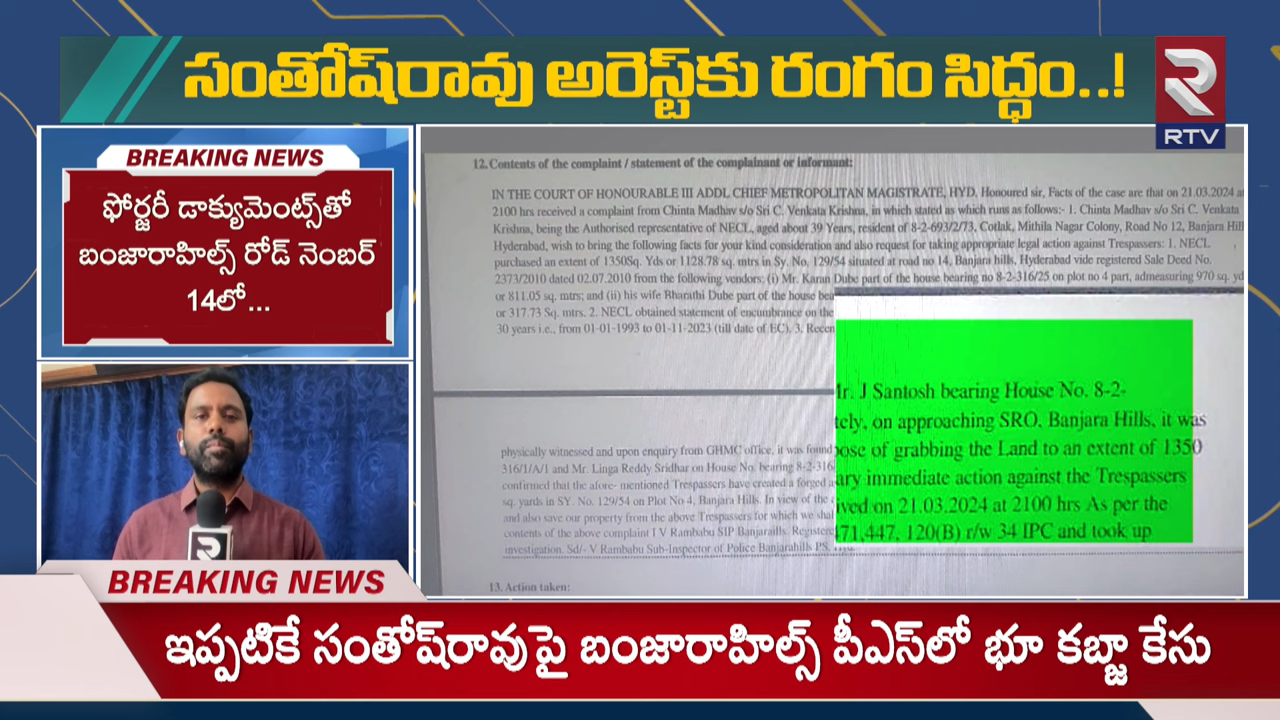 సంతోష్‌రావు అరెస్ట్‌కు రంగం సిద్ధం..!
RTV
BREAKING NEWS
ఫోర్జరీ డాక్యుమెంట్స్‌తో
బంజారాహిల్స్ రోడ్ నెంబర్
14లో...
12. Contents of the complaint / statement of the complainant or informant:
IN THE COURT OF HONOURABLE III ADDL CHIEF METROPOLITAN MAGISTRATE, HYD, Honoured sir, Facts of the case are that on 21.03.2024 at
2100 hrs received a complaint from Chinta Madhav s/o Sri C. Venkata Krishna, in which stated as which runs as follows:- 1. Chinta Madhav s/o Sri C. Venkata
Krishna, being the Authorised representative of NECL, aged about 39 Years, resident of 8-2-693/2/73, Cotlak, Mithila Nagar Colony, Road No 12, Banjara Hill
Hyderabad, wish to bring the following facts for your kind consideration and also request for taking appropriate legal action against Trespassers: 1. NECL
purchased an extent of 1350Sq. Yds or 1128.78 sq. mtrs in Sy. No. 129/54 situated at road no 14, Banjara hills, Hyderabad vide registered Sale Deed No.
2373/2010 dated 02.07.2010 from the following vendors: (i) Mr. Karan Dube part of the house bearing no 8-2-316/25 on plot no 4 part, admeasuring 970 sq. yd
or 811.05 sq. mtrs; and (ii) his wife Bharathi Dube part of the house bea
or 317.73 Sq. mtrs. 2. NECL obtained statement of encumbrance on the
30 years i.e., from 01-01-1993 to 01-11-2023 (till date of EC). 3. Recen
Mr. J Santosh bearing House No. 8-2-
tely, on approaching SRO, Banjara Hills, it was
pose of grabbing the Land to an extent of 1350
ary immediate action against the Trespassers
ived on 21.03.2024 at 2100 hrs As per the
471,447, 120(B) r/w 34 IPC and took up
physically witnessed and upon enquiry from GHMC office, it was found
316/1/A/1 and Mr. Linga Reddy Sridhar on House No. bearing 8-2-316
confirmed that the afore- mentioned Trespassers have created a forged a
sq. yards in SY. No. 129/54 on Plot No 4, Banjara Hills. In view of the
and also save our property from the above Trespassers for which we shal
contents of the above complaint I V Rambabu SIP Banjaraills. Registere
investigation. Sd/- V Rambabu Sub-Inspector of Police Banjarahills PS,
13. Action taken:
BREAKING NEWS
ఇప్పటికే సంతోష్‌రావుపై బంజారాహిల్స్ పీఎస్‌లో భూ కబ్జా కేసు